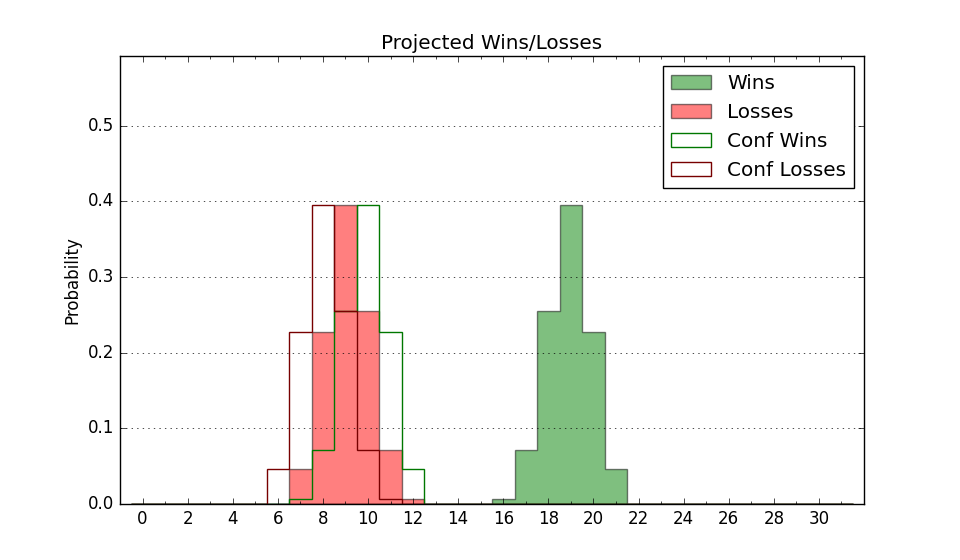 Projected Wins/Losses
Wins
Losses
Conf Wins
Conf Losses
Probability
0.5
0.4
0.3
0.2
0.1
0.0
0 2 4 6 8 10 12 14 16 18 20 22 24 26 28 30